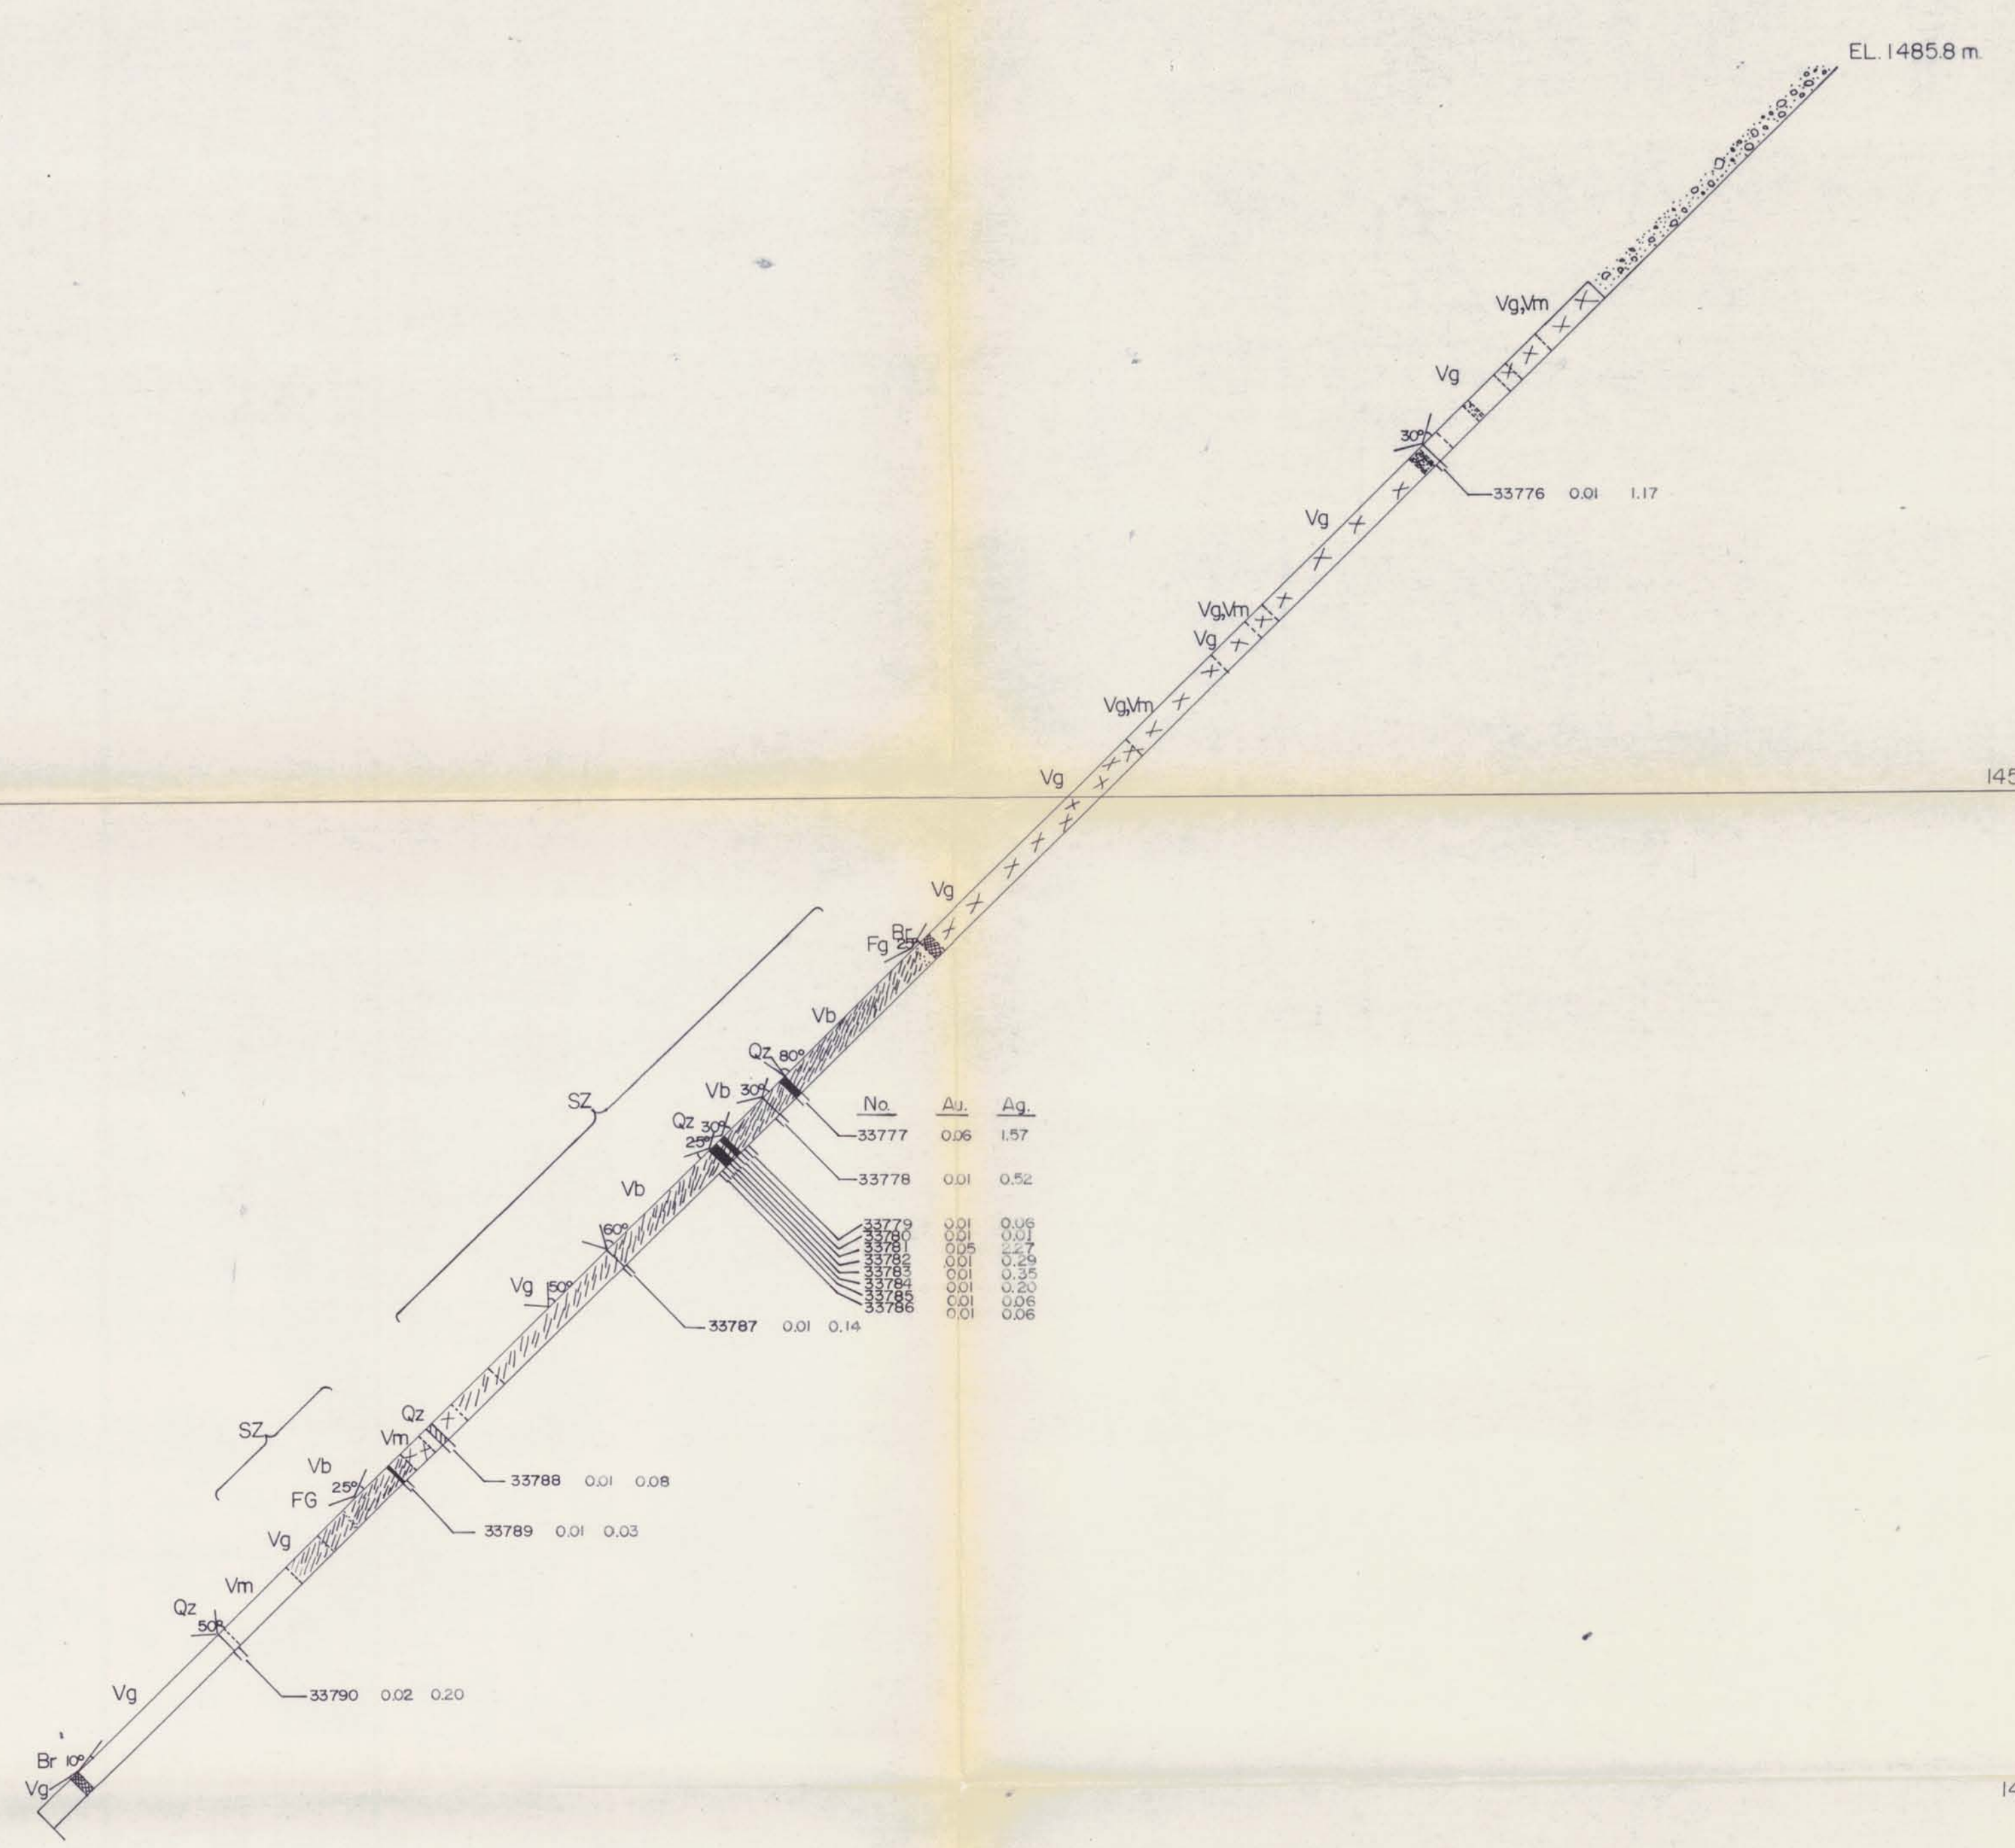 EL. 1485.8 m.
Vg,Vm
Vg
30°
33776 0.01 1.17
Vg
Vg,Vm
Vg
Vg,Vm
145
Vg
Vg
Br
Fg 25°
Vb
Qz 80°
SZ
Vb 30°
No. Au. Ag.
Qz 30°
33777 0.06 1.57
25°
33778 0.01 0.52
Vb
33779 0.01 0.06
60°
33780 0.01 0.01
33781 0.05 2.27
33782 .001 0.29
33783 0.01 0.35
33784 0.01 0.20
Vg 50°
33785 0.01 0.06
33786 0.01 0.06
33787 0.01 0.14
Qz
SZ
Vm
Vb
25°
33788 0.01 0.08
FG
33789 0.01 0.03
Vg
Vm
Qz
50°
33790 0.02 0.20
Vg
Br 10°
Vg
14